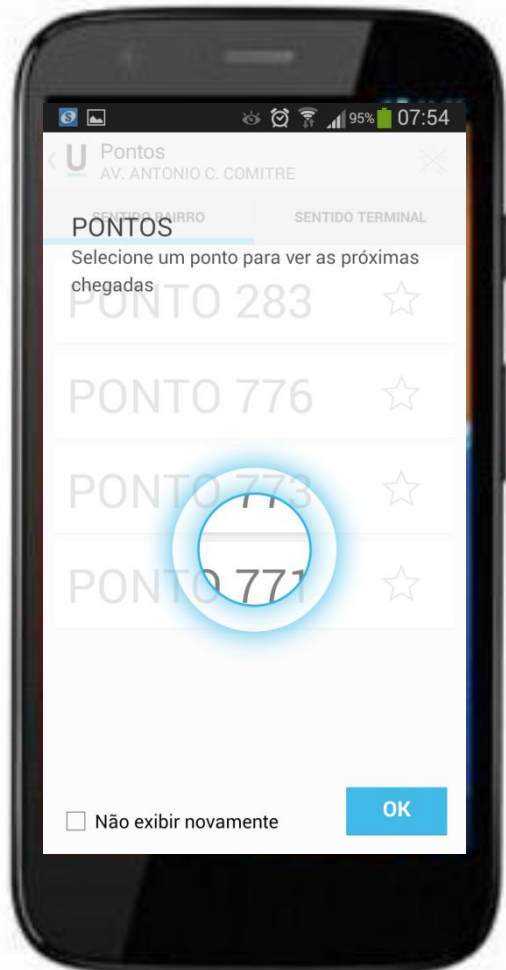 95% 07:54
U Pontos
AV. ANTONIO C. COMITRE
SENTIDO BAIRRO SENTIDO TERMINAL
PONTOS
Selecione um ponto para ver as próximas
chegadas
PONTO 283
PONTO 776
PONTO 773
PONTO 771
Não exibir novamente
OK